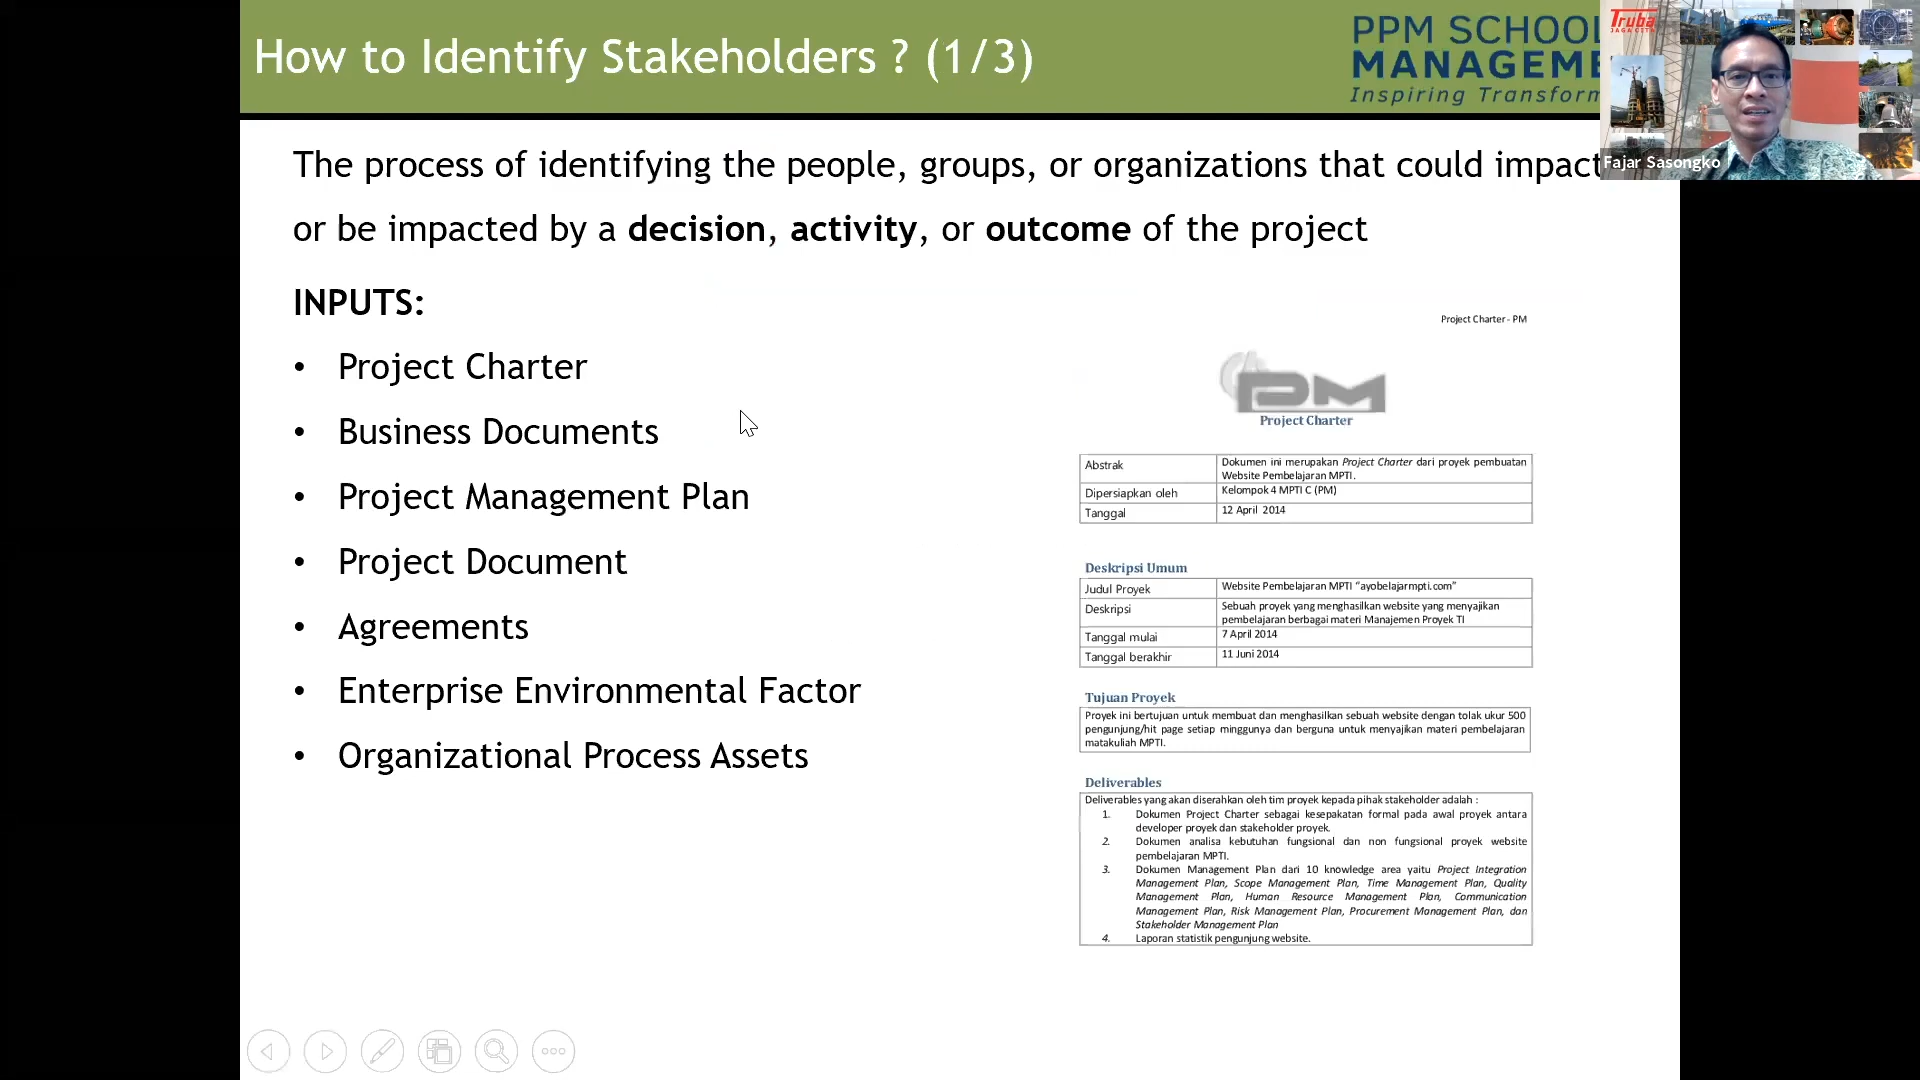 How to Identify Stakeholders ? (1/3)
PPM SCHOOL
MANAGEME
Inspiring Transform
Truba
JAGA CITA
Fajar Sasongko
The process of identifying the people, groups, or organizations that could impact
or be impacted by a decision, activity, or outcome of the project
INPUTS:
• Project Charter
• Business Documents
• Project Management Plan
• Project Document
• Agreements
• Enterprise Environmental Factor
• Organizational Process Assets
Project Charter - PM
PM
Project Charter
Abstrak
Dokumen ini merupakan Project Charter dari proyek pembuatan
Website Pembelajaran MPTI.
Dipersiapkan oleh
Kelompok 4 MPTI C (PM)
Tanggal
12 April 2014
Deskripsi Umum
Judul Proyek
Website Pembelajaran MPTI “ayobelajarmpti.com”
Deskripsi
Sebuah proyek yang menghasilkan website yang menyajikan
pembelajaran berbagai materi Manajemen Proyek TI
Tanggal mulai
7 April 2014
Tanggal berakhir
11 Juni 2014
Tujuan Proyek
Proyek ini bertujuan untuk membuat dan menghasilkan sebuah website dengan tolak ukur 500
pengunjung/hit page setiap minggunya dan berguna untuk menyajikan materi pembelajaran
matakuliah MPTI.
Deliverables
Deliverables yang akan diserahkan oleh tim proyek kepada pihak stakeholder adalah :
1. Dokumen Project Charter sebagai kesepakatan formal pada awal proyek antara
developer proyek dan stakeholder proyek.
2. Dokumen analisa kebutuhan fungsional dan non fungsional proyek website
pembelajaran MPTI.
3. Dokumen Management Plan dari 10 knowledge area yaitu Project Integration
Management Plan, Scope Management Plan, Time Management Plan, Quality
Management Plan, Human Resource Management Plan, Communication
Management Plan, Risk Management Plan, Procurement Management Plan, dan
Stakeholder Management Plan
4. Laporan statistik pengunjung website.